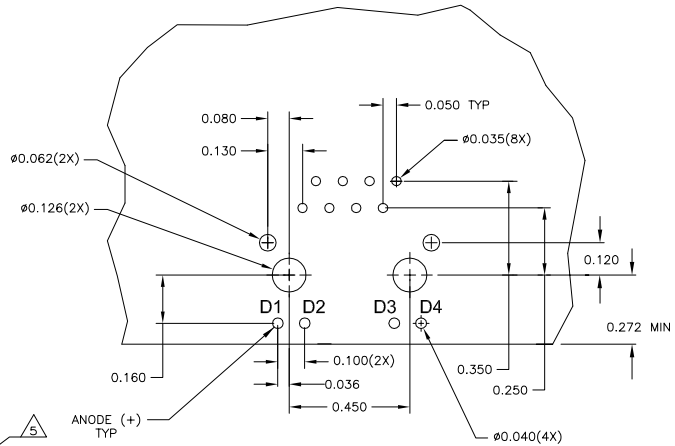 0.080
0.050 TYP
0.130
ø0.035(8X)
ø0.062(2X)
ø0.126(2X)
0.120
D1
D2
D3
D4
0.272 MIN
0.100(2X)
0.350
0.160
0.036
0.250
0.450
5
ANODE (+)
TYP
ø0.040(4X)